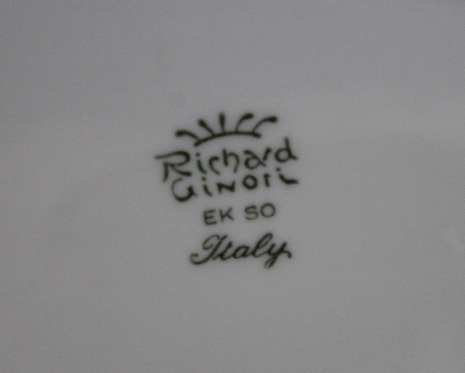 Richard
GiNoRi
EK SO
Italy